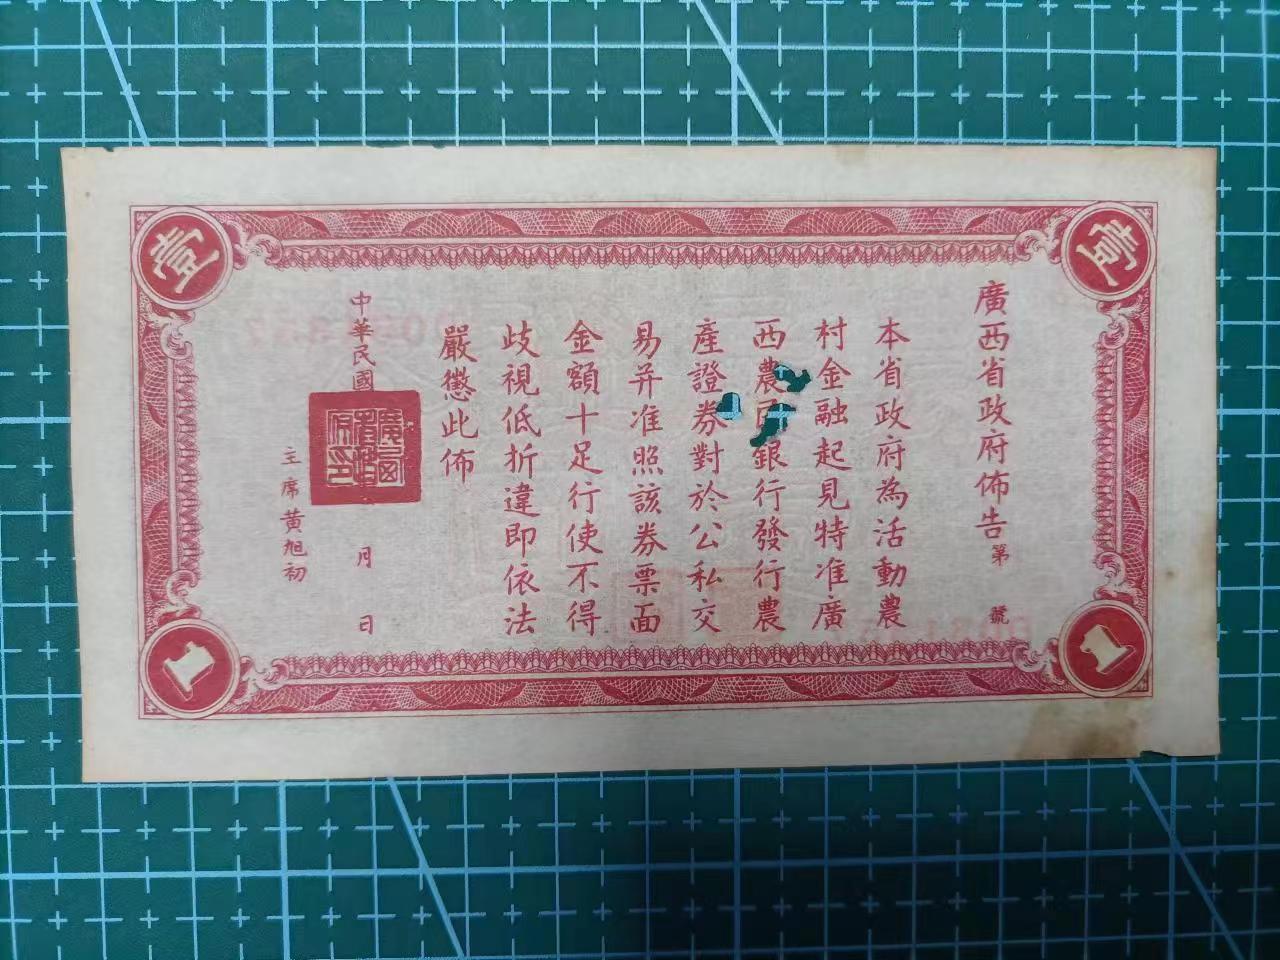 廣西省政府佈告第 號
本省政府為活動農
村金融起見特准廣
西農民銀行發行農
產證券對於公私交
易并准照該券票面
金額十足行使不得
歧視低折違即依法
嚴懲此佈
中華民國 月 日
主席黃旭初
壹
壹
1
1